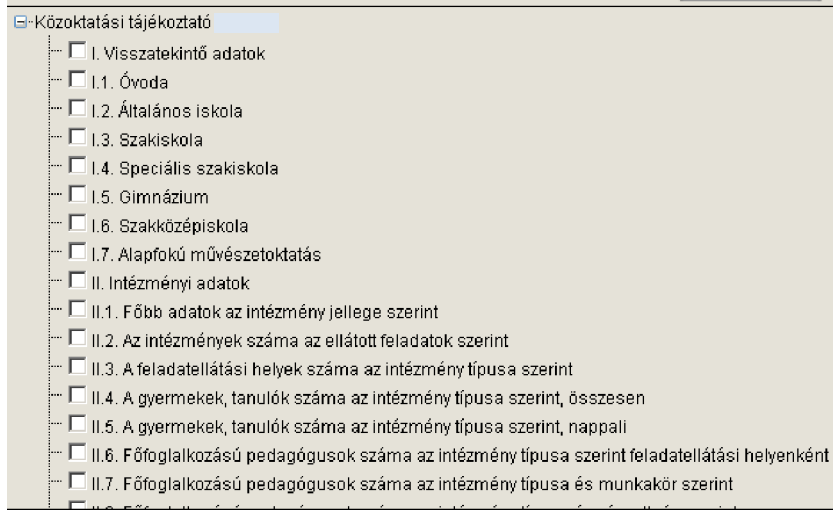 Közoktatási tájékoztató
I. Visszatekintő adatok
I.1. Óvoda
I.2. Általános iskola
I.3. Szakiskola
I.4. Speciális szakiskola
I.5. Gimnázium
I.6. Szakközépiskola
I.7. Alapfokú művészetoktatás
II. Intézményi adatok
II.1. Főbb adatok az intézmény jellege szerint
II.2. Az intézmények száma az ellátott feladatok szerint
II.3. A feladatellátási helyek száma az intézmény típusa szerint
II.4. A gyermekek, tanulók száma az intézmény típusa szerint, összesen
II.5. A gyermekek, tanulók száma az intézmény típusa szerint, nappali
II.6. Főfoglalkozású pedagógusok száma az intézmény típusa szerint feladatellátási helyenként
II.7. Főfoglalkozású pedagógusok száma az intézmény típusa és munkakör szerint